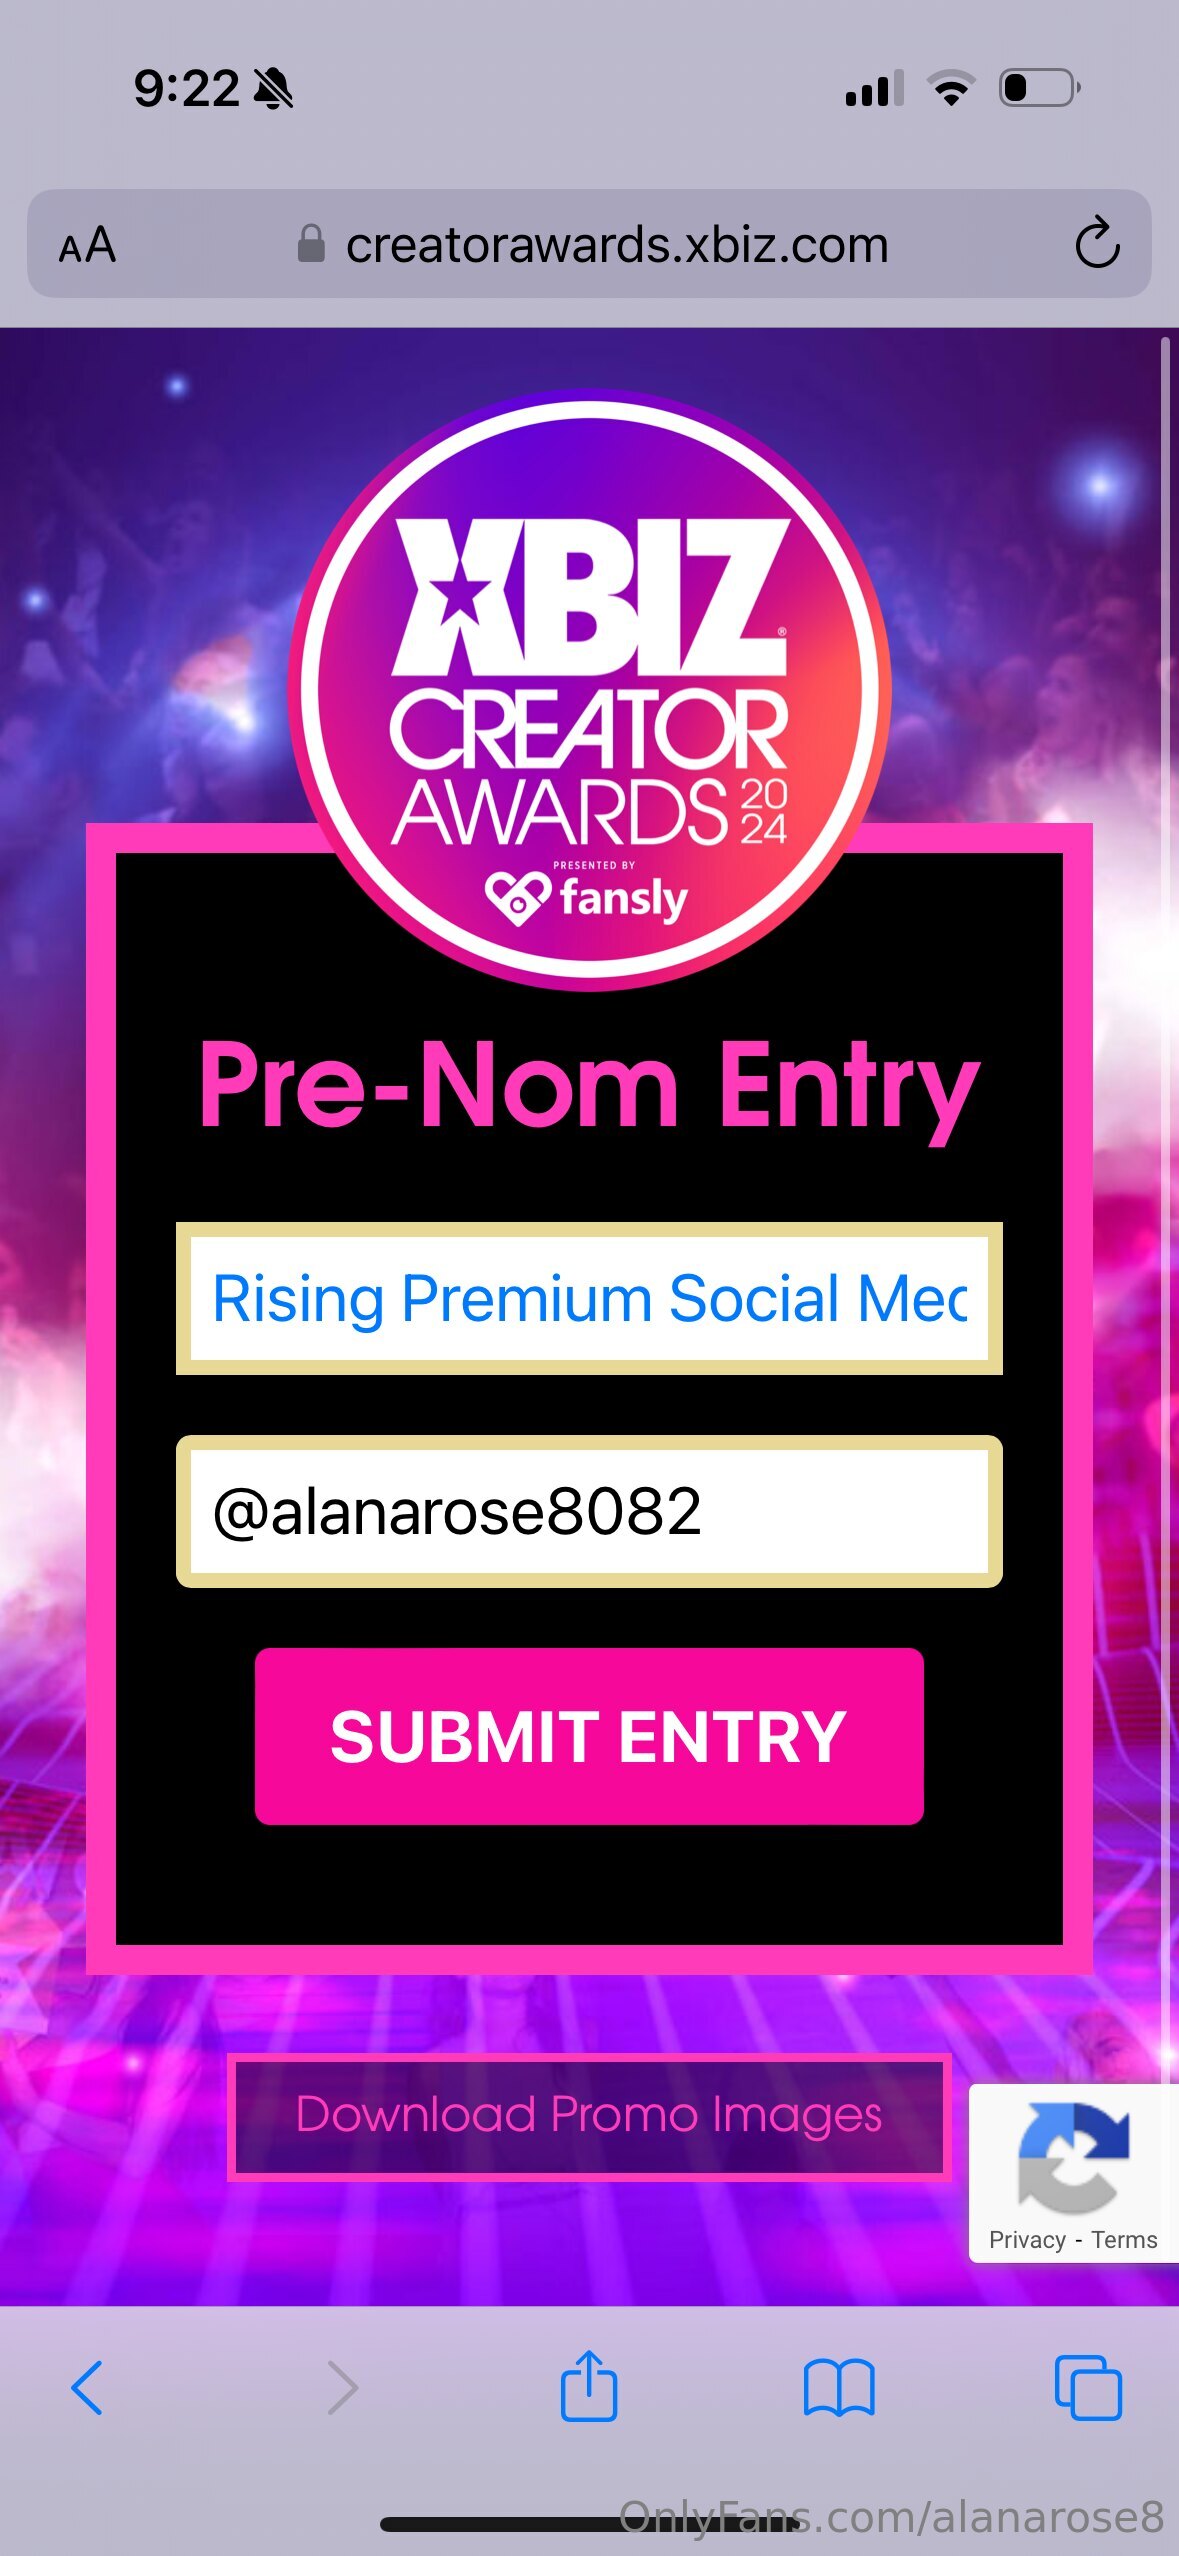 9:22
AA
creatorawards.xbiz.com
XBIZ®
CREATOR
AWARDS 2024
PRESENTED BY
fansly
Pre-Nom Entry
Rising Premium Social Med
@alanarose8082
SUBMIT ENTRY
Download Promo Images
Privacy - Terms
OnlyFans.com/alanarose8